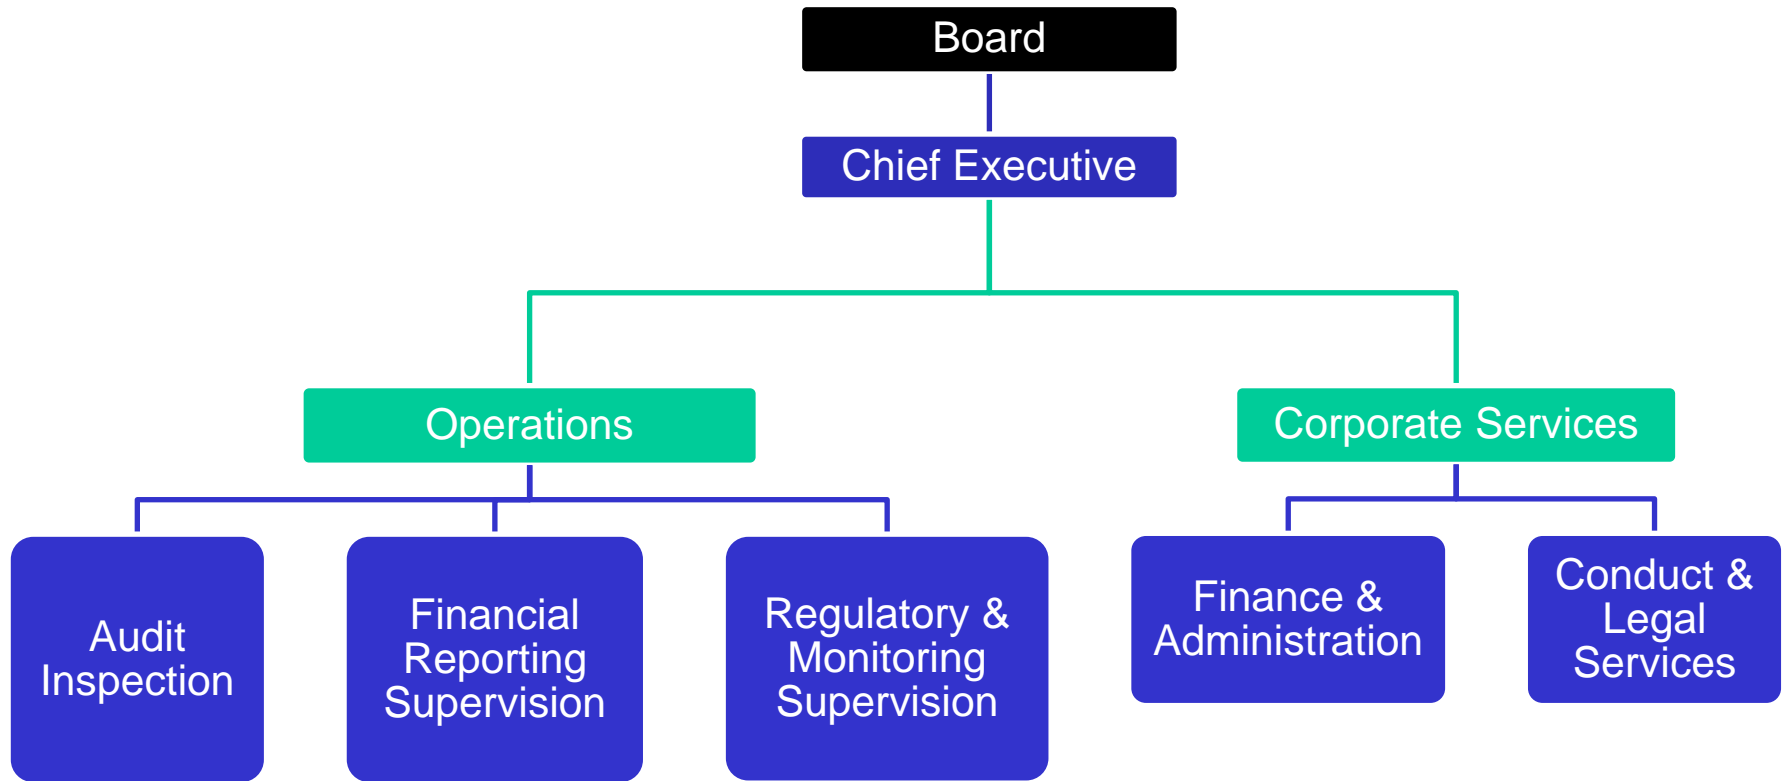 Board
Chief Executive
Operations
Corporate Services
Audit
Inspection
Financial
Reporting
Supervision
Regulatory &
Monitoring
Supervision
Finance &
Administration
Conduct &
Legal
Services